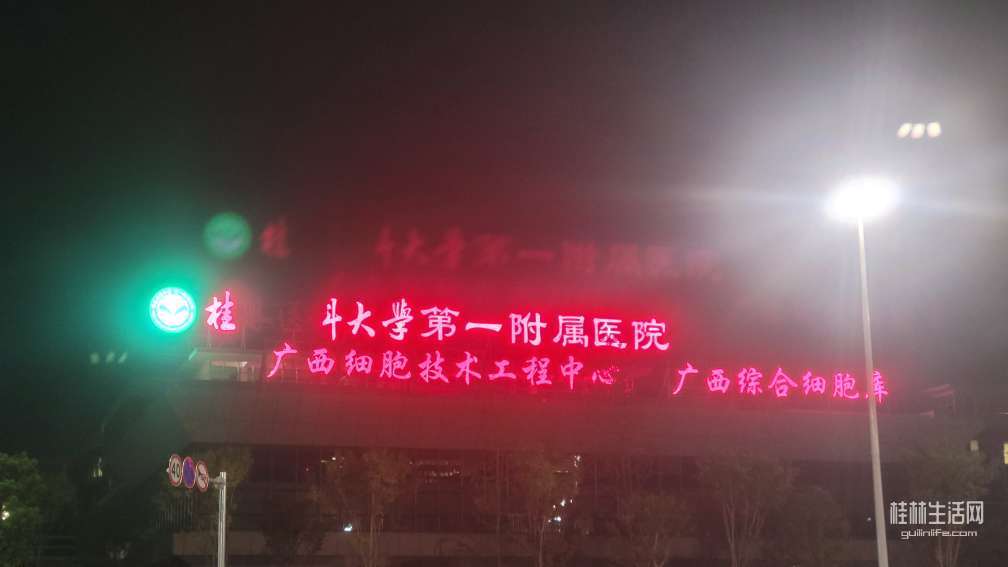 桂 斗大学第一附属医院
广西细胞技术工程中心 广西综合细胞库
40
桂林生活网
guilinlife.com